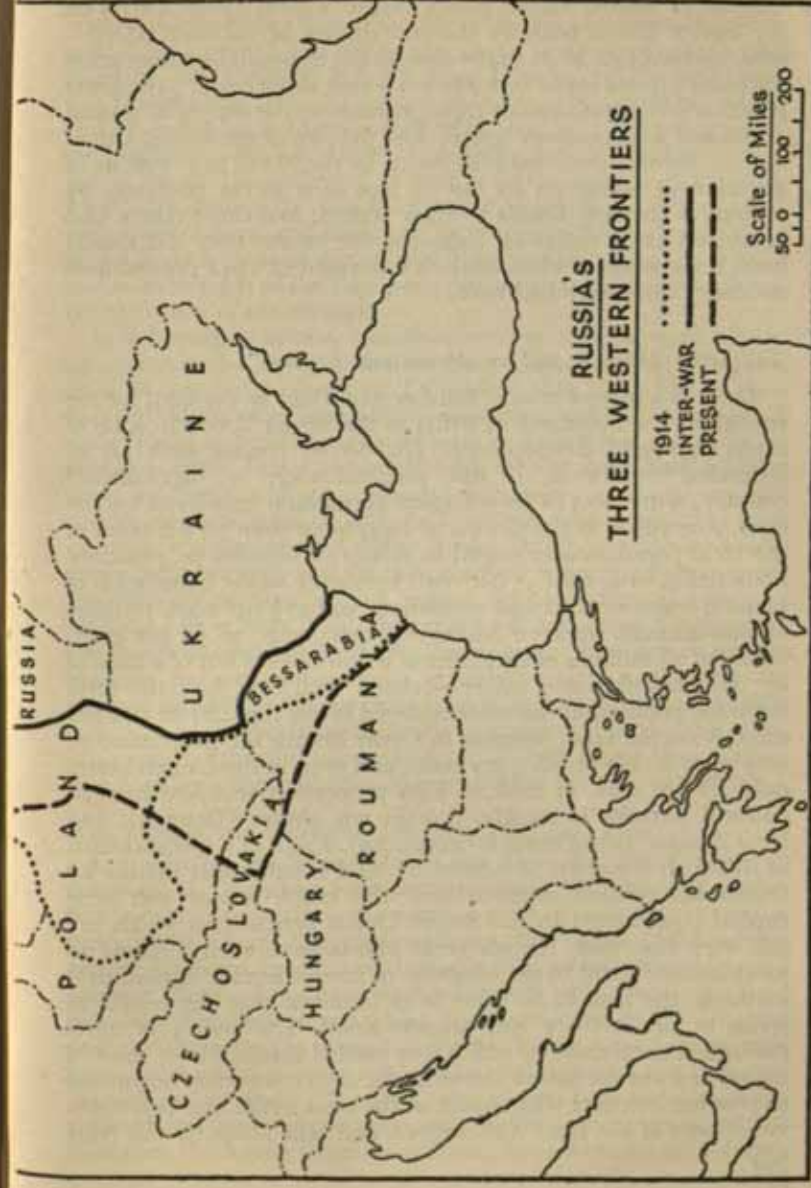 RUSSIA
POLAND
UKRAINE
CZECHOSLOVAKIA
BESSARABIA
HUNGARY
ROUMANIA
RUSSIA'S
THREE WESTERN FRONTIERS
1914
INTER-WAR
PRESENT
Scale of Miles
50 0 100 200